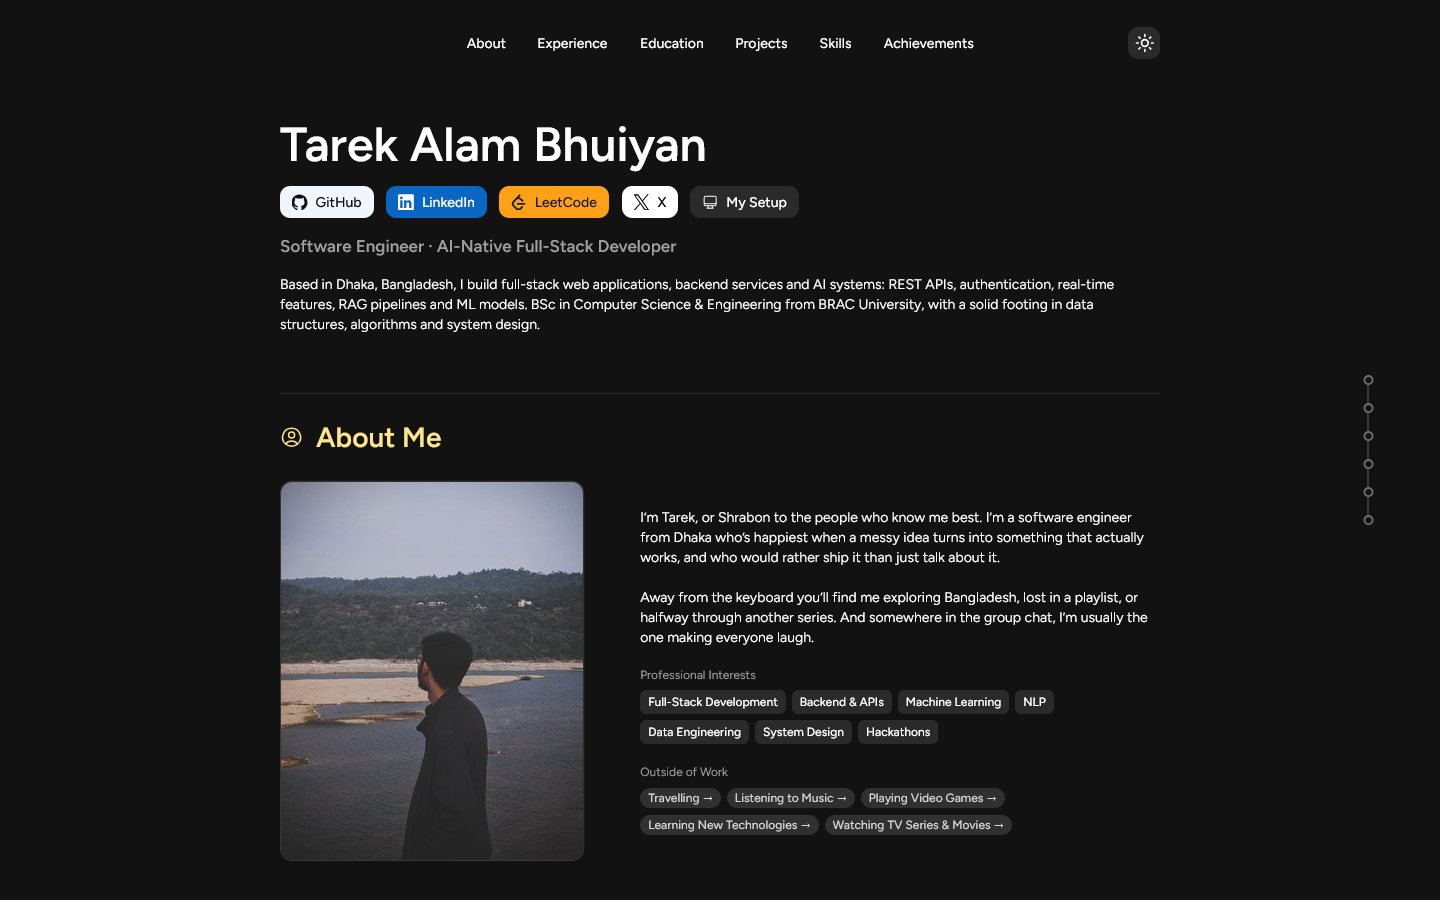 About Experience Education Projects Skills Achievements
Tarek Alam Bhuiyan
GitHub LinkedIn LeetCode X My Setup
Software Engineer · AI-Native Full-Stack Developer
Based in Dhaka, Bangladesh, I build full-stack web applications, backend services and AI systems: REST APIs, authentication, real-time
features, RAG pipelines and ML models. BSc in Computer Science & Engineering from BRAC University, with a solid footing in data
structures, algorithms and system design.
About Me
I’m Tarek, or Shrabon to the people who know me best. I’m a software engineer
from Dhaka who’s happiest when a messy idea turns into something that actually
works, and who would rather ship it than just talk about it.
Away from the keyboard you’ll find me exploring Bangladesh, lost in a playlist, or
halfway through another series. And somewhere in the group chat, I’m usually the
one making everyone laugh.
Professional Interests
Full-Stack Development Backend & APIs Machine Learning NLP
Data Engineering System Design Hackathons
Outside of Work
Travelling → Listening to Music → Playing Video Games →
Learning New Technologies → Watching TV Series & Movies →